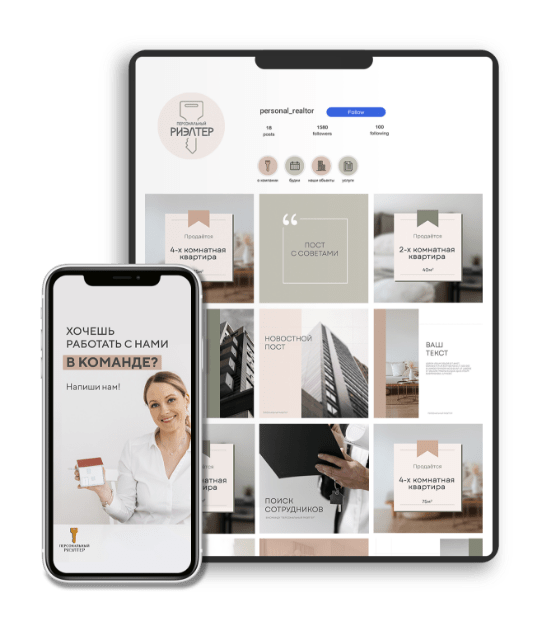 ПЕРСОНАЛЬНЫЙ
РИЭЛТЕР
personal_realtor
Follow
18
posts
1380
followers
100
following
о компании
будни
наши объекты
услуги
Продаётся
4-х комнатная
квартира
“
ПОСТ
С СОВЕТАМИ
Продаётся
2-х комнатная
квартира
40м²
НОВОСТНОЙ
ПОСТ
ВАШ
ТЕКСТ
ПОИСК
СОТРУДНИКОВ
Продаётся
4-х комнатная
квартира
75м²
ХОЧЕШЬ
РАБОТАТЬ С НАМИ
В КОМАНДЕ?
Напиши нам!
ПЕРСОНАЛЬНЫЙ
РИЭЛТЕР